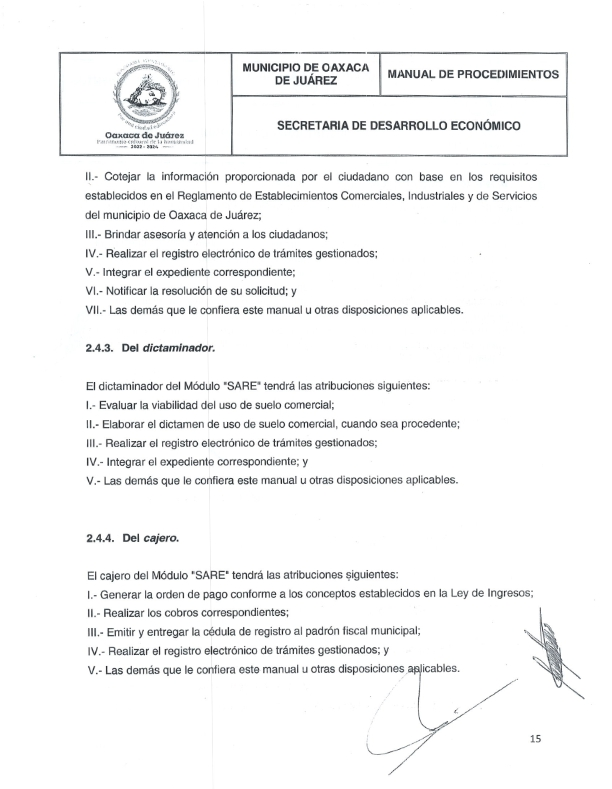 MUNICIPIO DE OAXACA
DE JUÁREZ
MANUAL DE PROCEDIMIENTOS
Oaxaca de Juárez
Patrimonio cultural de la humanidad
2022 - 2024
SECRETARIA DE DESARROLLO ECONÓMICO
II.- Cotejar la información proporcionada por el ciudadano con base en los requisitos
establecidos en el Reglamento de Establecimientos Comerciales, Industriales y de Servicios
del municipio de Oaxaca de Juárez;
III.- Brindar asesoría y atención a los ciudadanos;
IV.- Realizar el registro electrónico de trámites gestionados;
V.- Integrar el expediente correspondiente;
VI.- Notificar la resolución de su solicitud; y
VII.- Las demás que le confiera este manual u otras disposiciones aplicables.
2.4.3. Del dictaminador.
El dictaminador del Módulo "SARE" tendrá las atribuciones siguientes:
I.- Evaluar la viabilidad del uso de suelo comercial;
II.- Elaborar el dictamen de uso de suelo comercial, cuando sea procedente;
III.- Realizar el registro electrónico de trámites gestionados;
IV.- Integrar el expediente correspondiente; y
V.- Las demás que le confiera este manual u otras disposiciones aplicables.
2.4.4. Del cajero.
El cajero del Módulo "SARE" tendrá las atribuciones siguientes:
I.- Generar la orden de pago conforme a los conceptos establecidos en la Ley de Ingresos;
II.- Realizar los cobros correspondientes;
III.- Emitir y entregar la cédula de registro al padrón fiscal municipal;
IV.- Realizar el registro electrónico de trámites gestionados; y
V.- Las demás que le confiera este manual u otras disposiciones aplicables.
15